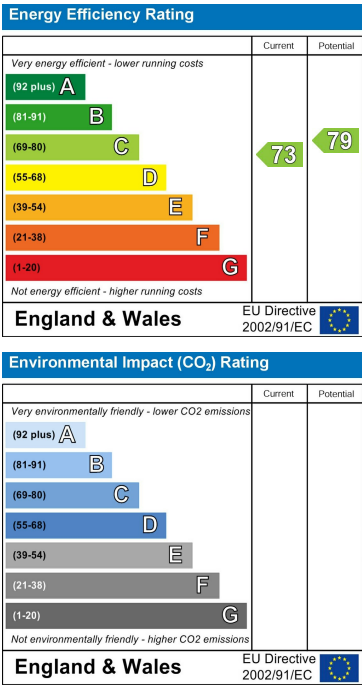 Energy Efficiency Rating
Current Potential
Very energy efficient - lower running costs
(92 plus) A
(81-91) B
(69-80) C
73 79
(55-68) D
(39-54) E
(21-38) F
(1-20) G
Not energy efficient - higher running costs
England & Wales
EU Directive
2002/91/EC
Environmental Impact (CO₂) Rating
Current Potential
Very environmentally friendly - lower CO2 emissions
(92 plus) A
(81-91) B
(69-80) C
(55-68) D
(39-54) E
(21-38) F
(1-20) G
Not environmentally friendly - higher CO2 emissions
England & Wales
EU Directive
2002/91/EC